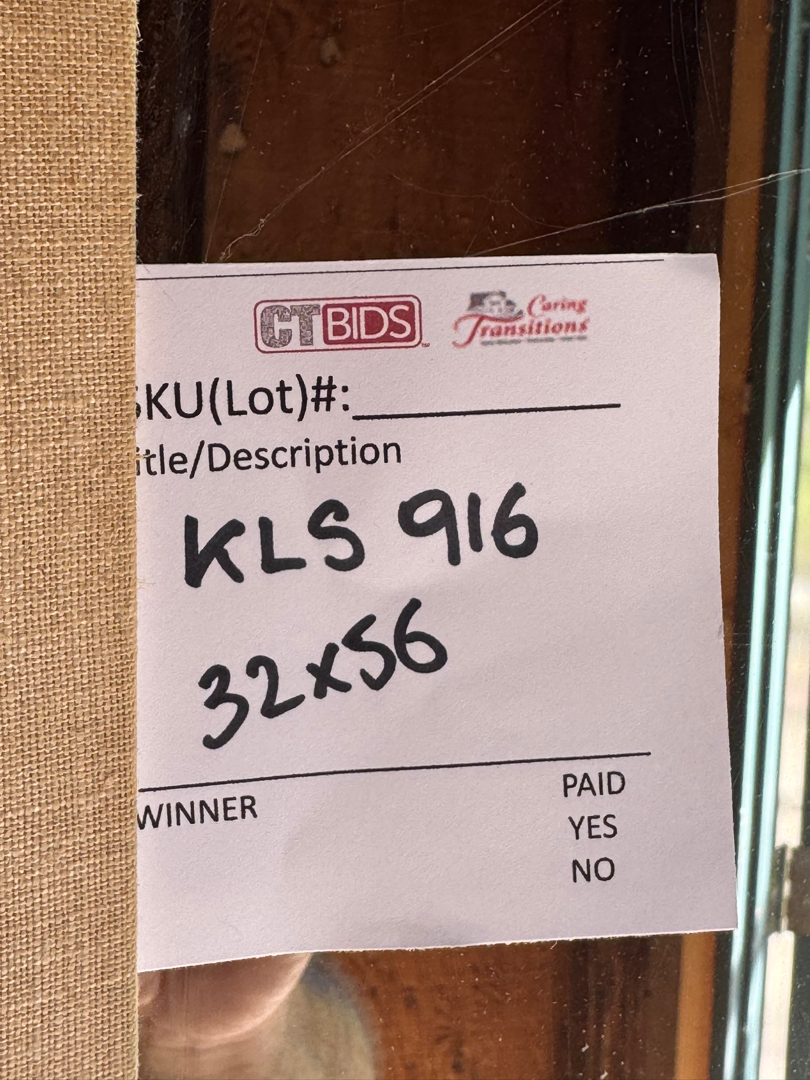 CTBIDS Caring
Transitions
SKU(Lot)#:
itle/Description
KLS 916
32x56
WINNER PAID
YES
NO